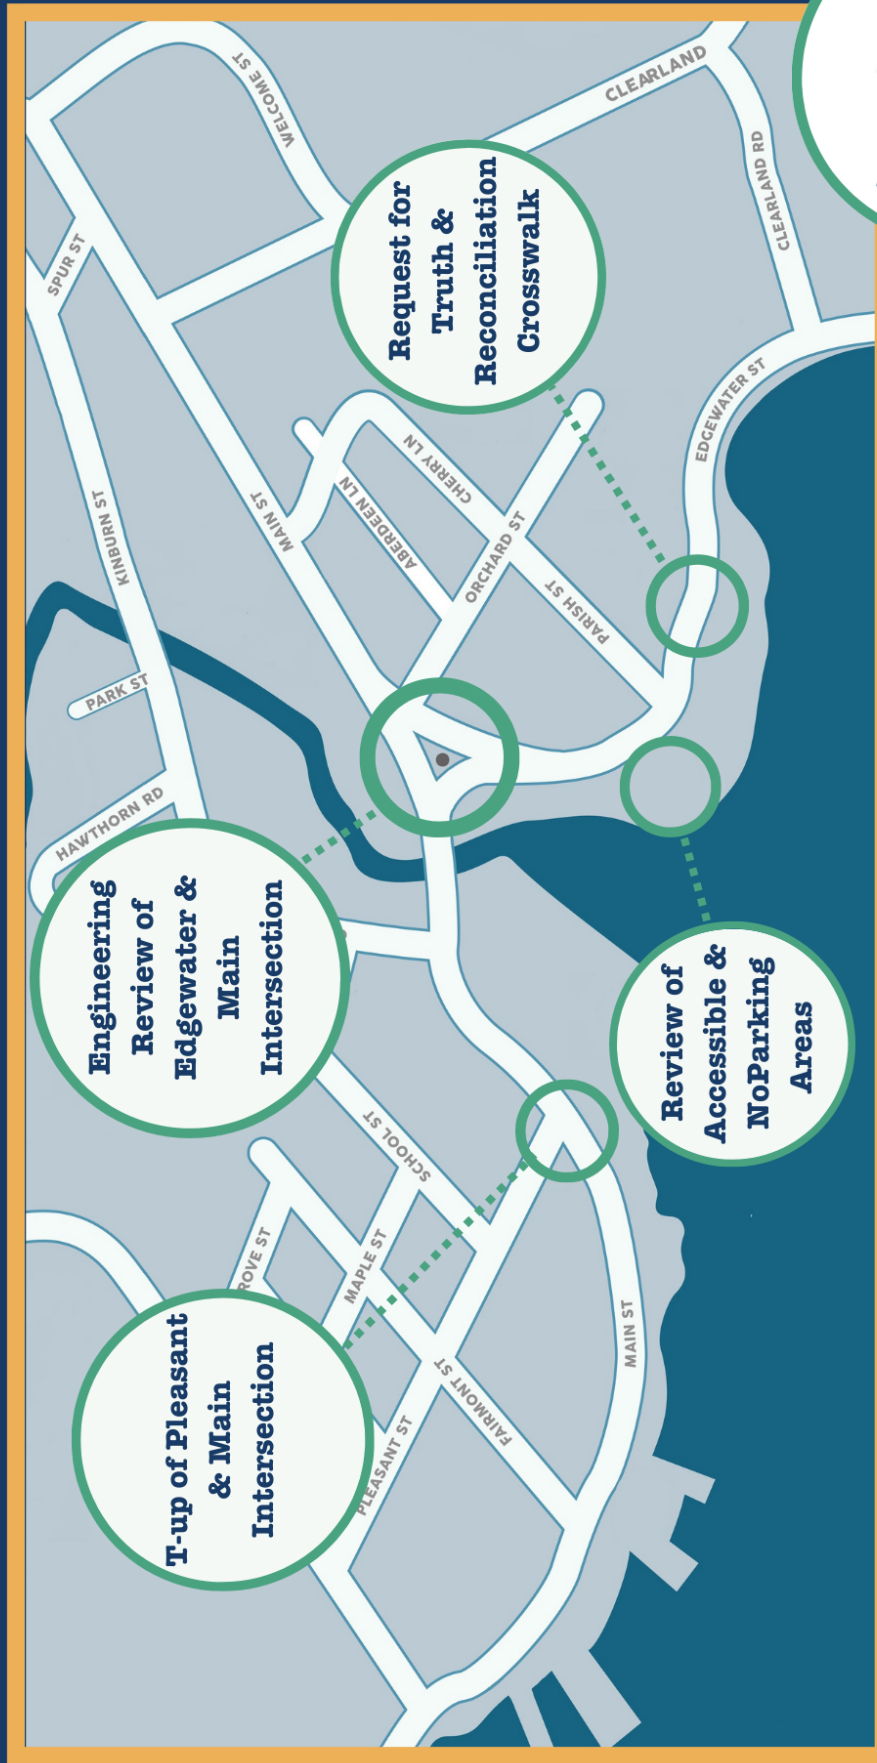 T-up of Pleasant
& Main
Intersection
Engineering
Review of
Edgewater &
Main
Intersection
Request for
Truth &
Reconciliation
Crosswalk
Review of
Accessible &
NoParking
Areas
WELCOME ST
SPUR ST
KINBURN ST
MAIN ST
PARK ST
HAWTHORN RD
CLEARLAND
CLEARLAND RD
EDGEWATER ST
CHERRY LN
ABERDEEN LN
ORCHARD ST
PARISH ST
SCHOOL ST
MAPLE ST
ROVE ST
FAIRMONT ST
PLEASANT ST
MAIN ST